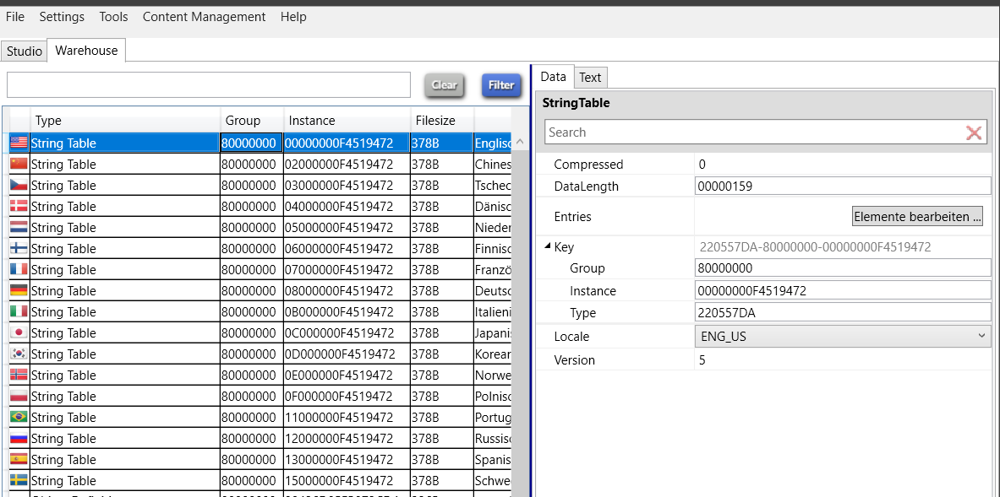 File Settings Tools Content Management Help
Studio Warehouse
Clear Filter
Type Group Instance Filesize
String Table 80000000 00000000F4519472 378B Englisc
String Table 80000000 02000000F4519472 378B Chines
String Table 80000000 03000000F4519472 378B Tschec
String Table 80000000 04000000F4519472 378B Dänisc
String Table 80000000 05000000F4519472 378B Nieder
String Table 80000000 06000000F4519472 378B Finnisc
String Table 80000000 07000000F4519472 378B Franzö
String Table 80000000 08000000F4519472 378B Deutsc
String Table 80000000 0B000000F4519472 378B Italieni
String Table 80000000 0C000000F4519472 378B Japanis
String Table 80000000 0D000000F4519472 378B Korean
String Table 80000000 0E000000F4519472 378B Norwe
String Table 80000000 0F000000F4519472 378B Polnisc
String Table 80000000 11000000F4519472 378B Portug
String Table 80000000 12000000F4519472 378B Russisc
String Table 80000000 13000000F4519472 378B Spanis
String Table 80000000 15000000F4519472 378B Schwe
Data Text
StringTable
Search
Compressed 0
DataLength 00000159
Entries Elemente bearbeiten ...
Key 220557DA-80000000-00000000F4519472
Group 80000000
Instance 00000000F4519472
Type 220557DA
Locale ENG_US
Version 5